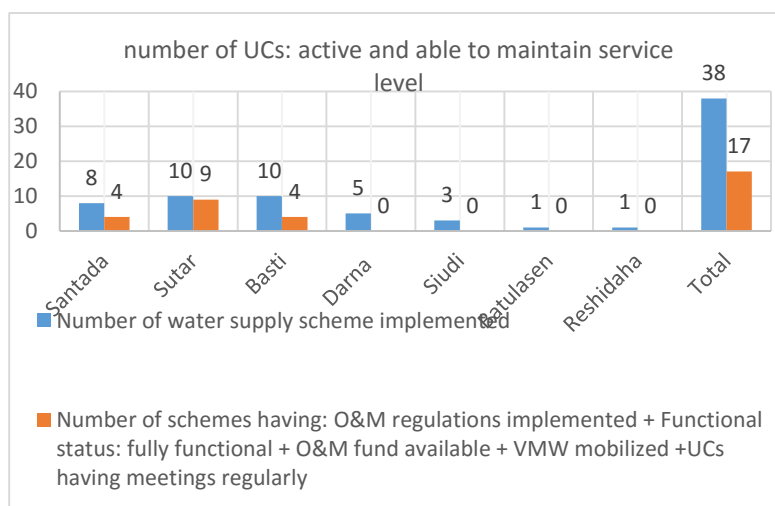 number of UCs: active and able to maintain service
level
40
30
20
10
0
8 4 10 9 10 4 5 0 3 0 1 0 1 0 38 17
Santada Sutar Basti Darna Siudi Batulasen Reshidaha Total
Number of water supply scheme implemented
Number of schemes having: O&M regulations implemented + Functional
status: fully functional + O&M fund available + VMW mobilized +UCs
having meetings regularly